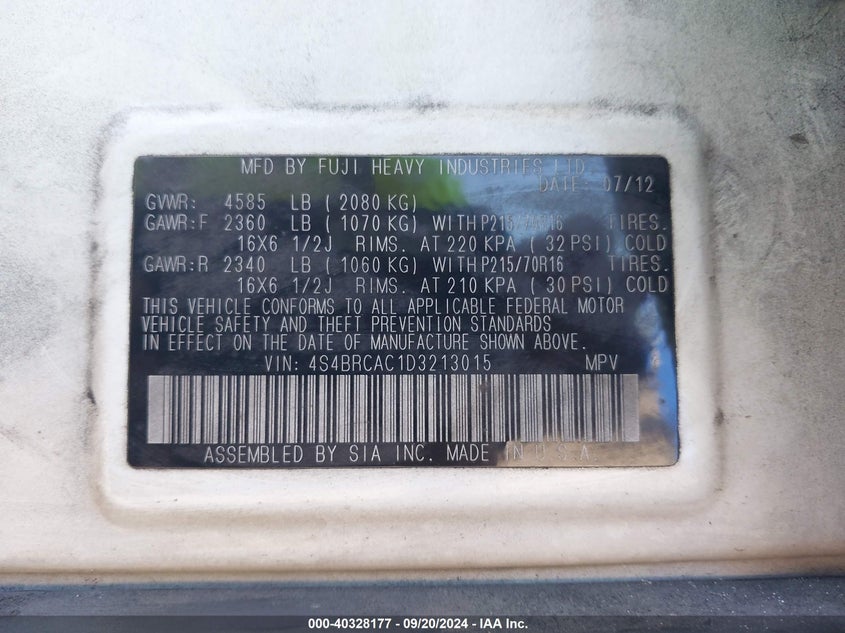 MFD BY FUJI HEAVY INDUSTRIES LTD.
DATE: 07/12
GVWR: 4585 LB ( 2080 KG)
GAWR:F 2360 LB ( 1070 KG) WITH P215/70R16 TIRES.
16X6 1/2J RIMS. AT 220 KPA ( 32 PSI) COLD
GAWR:R 2340 LB ( 1060 KG) WITH P215/70R16 TIRES.
16X6 1/2J RIMS. AT 210 KPA ( 30 PSI) COLD
THIS VEHICLE CONFORMS TO ALL APPLICABLE FEDERAL MOTOR
VEHICLE SAFETY AND THEFT PREVENTION STANDARDS
IN EFFECT ON THE DATE OF MANUFACTURE SHOWN ABOVE.
VIN: 4S4BRCAC1D3213015 MPV
ASSEMBLED BY SIA INC. MADE IN U.S.A.
000-40328177 - 09/20/2024 - IAA Inc.